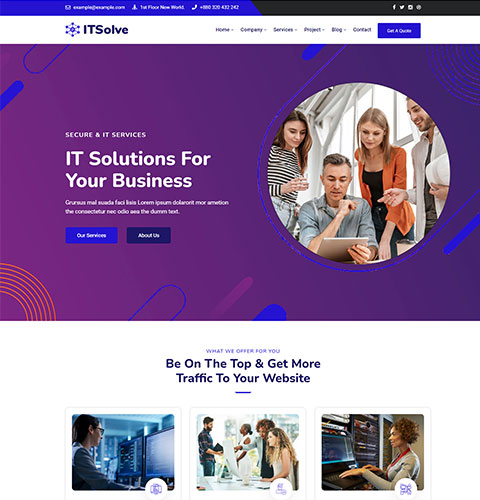 example@example.com   1st Floor New World.   +880 320 432 242
ITSolve   Home   Company   Services   Project   Blog   Contact   Get A Quote
SECURE & IT SERVICES
IT Solutions For
Your Business
Grursus mal suada faci lisis Lorem ipsum dolarorit more ametion
the consectetur nec odio aea the dumm text.
Our Services   About Us
WHAT WE OFFER FOR YOU
Be On The Top & Get More
Traffic To Your Website